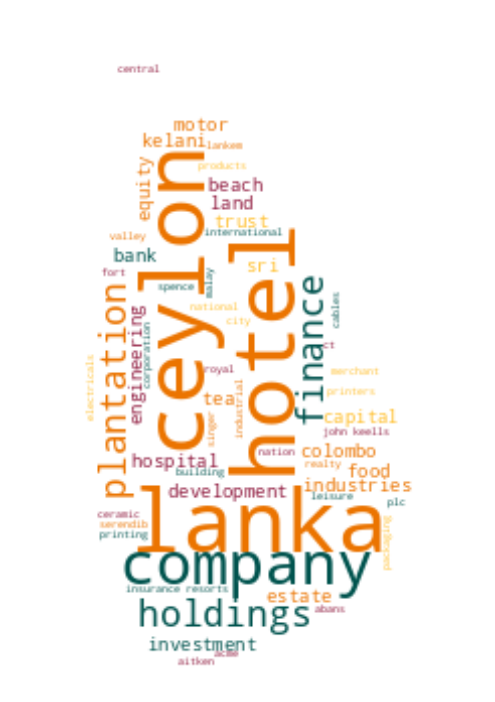 central
motor
kelani
lankem
products
equity
ceylon
beach
land
trust
international
valley
hotel
bank
sri
fort
spence
malay
finance
plantation
national
cables
city
engineering
corporation
ct
electricals
royal
merchant
industrial
printers
tea
capital
singer
john keells
nation
colombo
hospital
realty
food
building
industries
development
leisure
plc
lanka
ceramic
serendib
printing
packaging
company
insurance
resorts
estate
holdings
abans
investment
acme
aitken